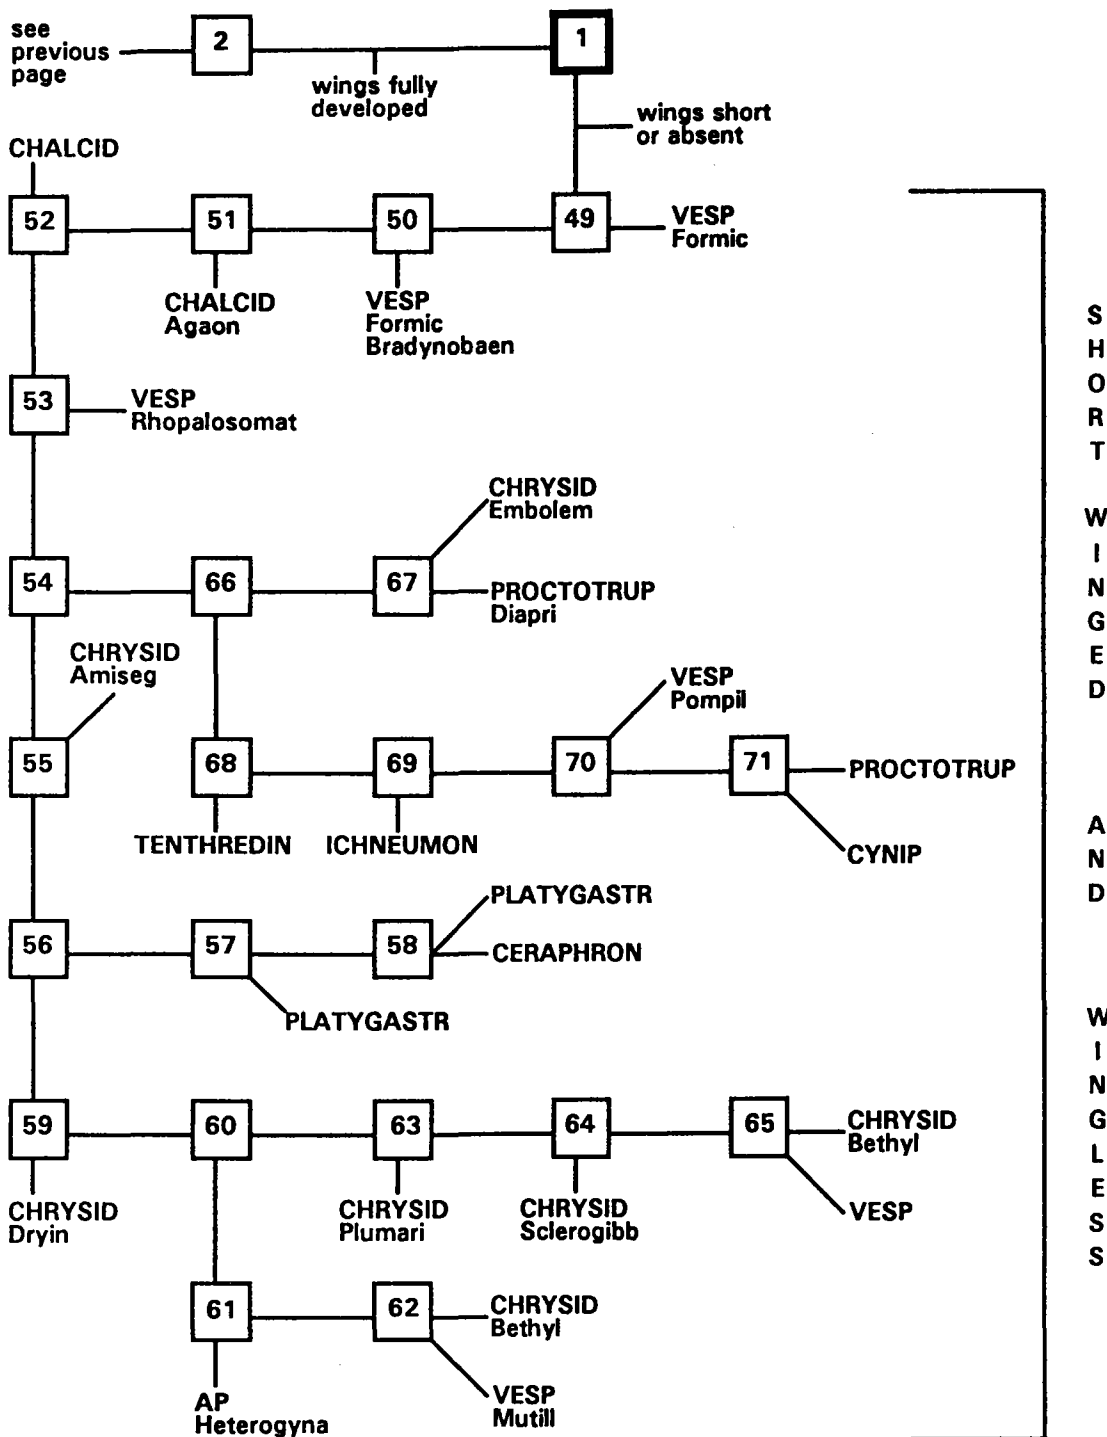 see
previous
page
2
1
wings fully
developed
wings short
or absent
CHALCID
52
51
50
49
VESP
Formic
CHALCID
Agaon
VESP
Formic
Bradynobaen
53
VESP
Rhopalosomat
CHRYSID
Embolem
54
66
67
PROCTOTRUP
Diapri
CHRYSID
Amiseg
VESP
Pompil
55
68
69
70
71
PROCTOTRUP
TENTHREDIN
ICHNEUMON
CYNIP
PLATYGASTR
56
57
58
CERAPHRON
PLATYGASTR
59
60
63
64
65
CHRYSID
Bethyl
CHRYSID
Dryin
CHRYSID
Plumari
CHRYSID
Sclerogibb
VESP
61
62
CHRYSID
Bethyl
AP
Heterogyna
VESP
Mutill
SHORT WINGED AND WINGLESS